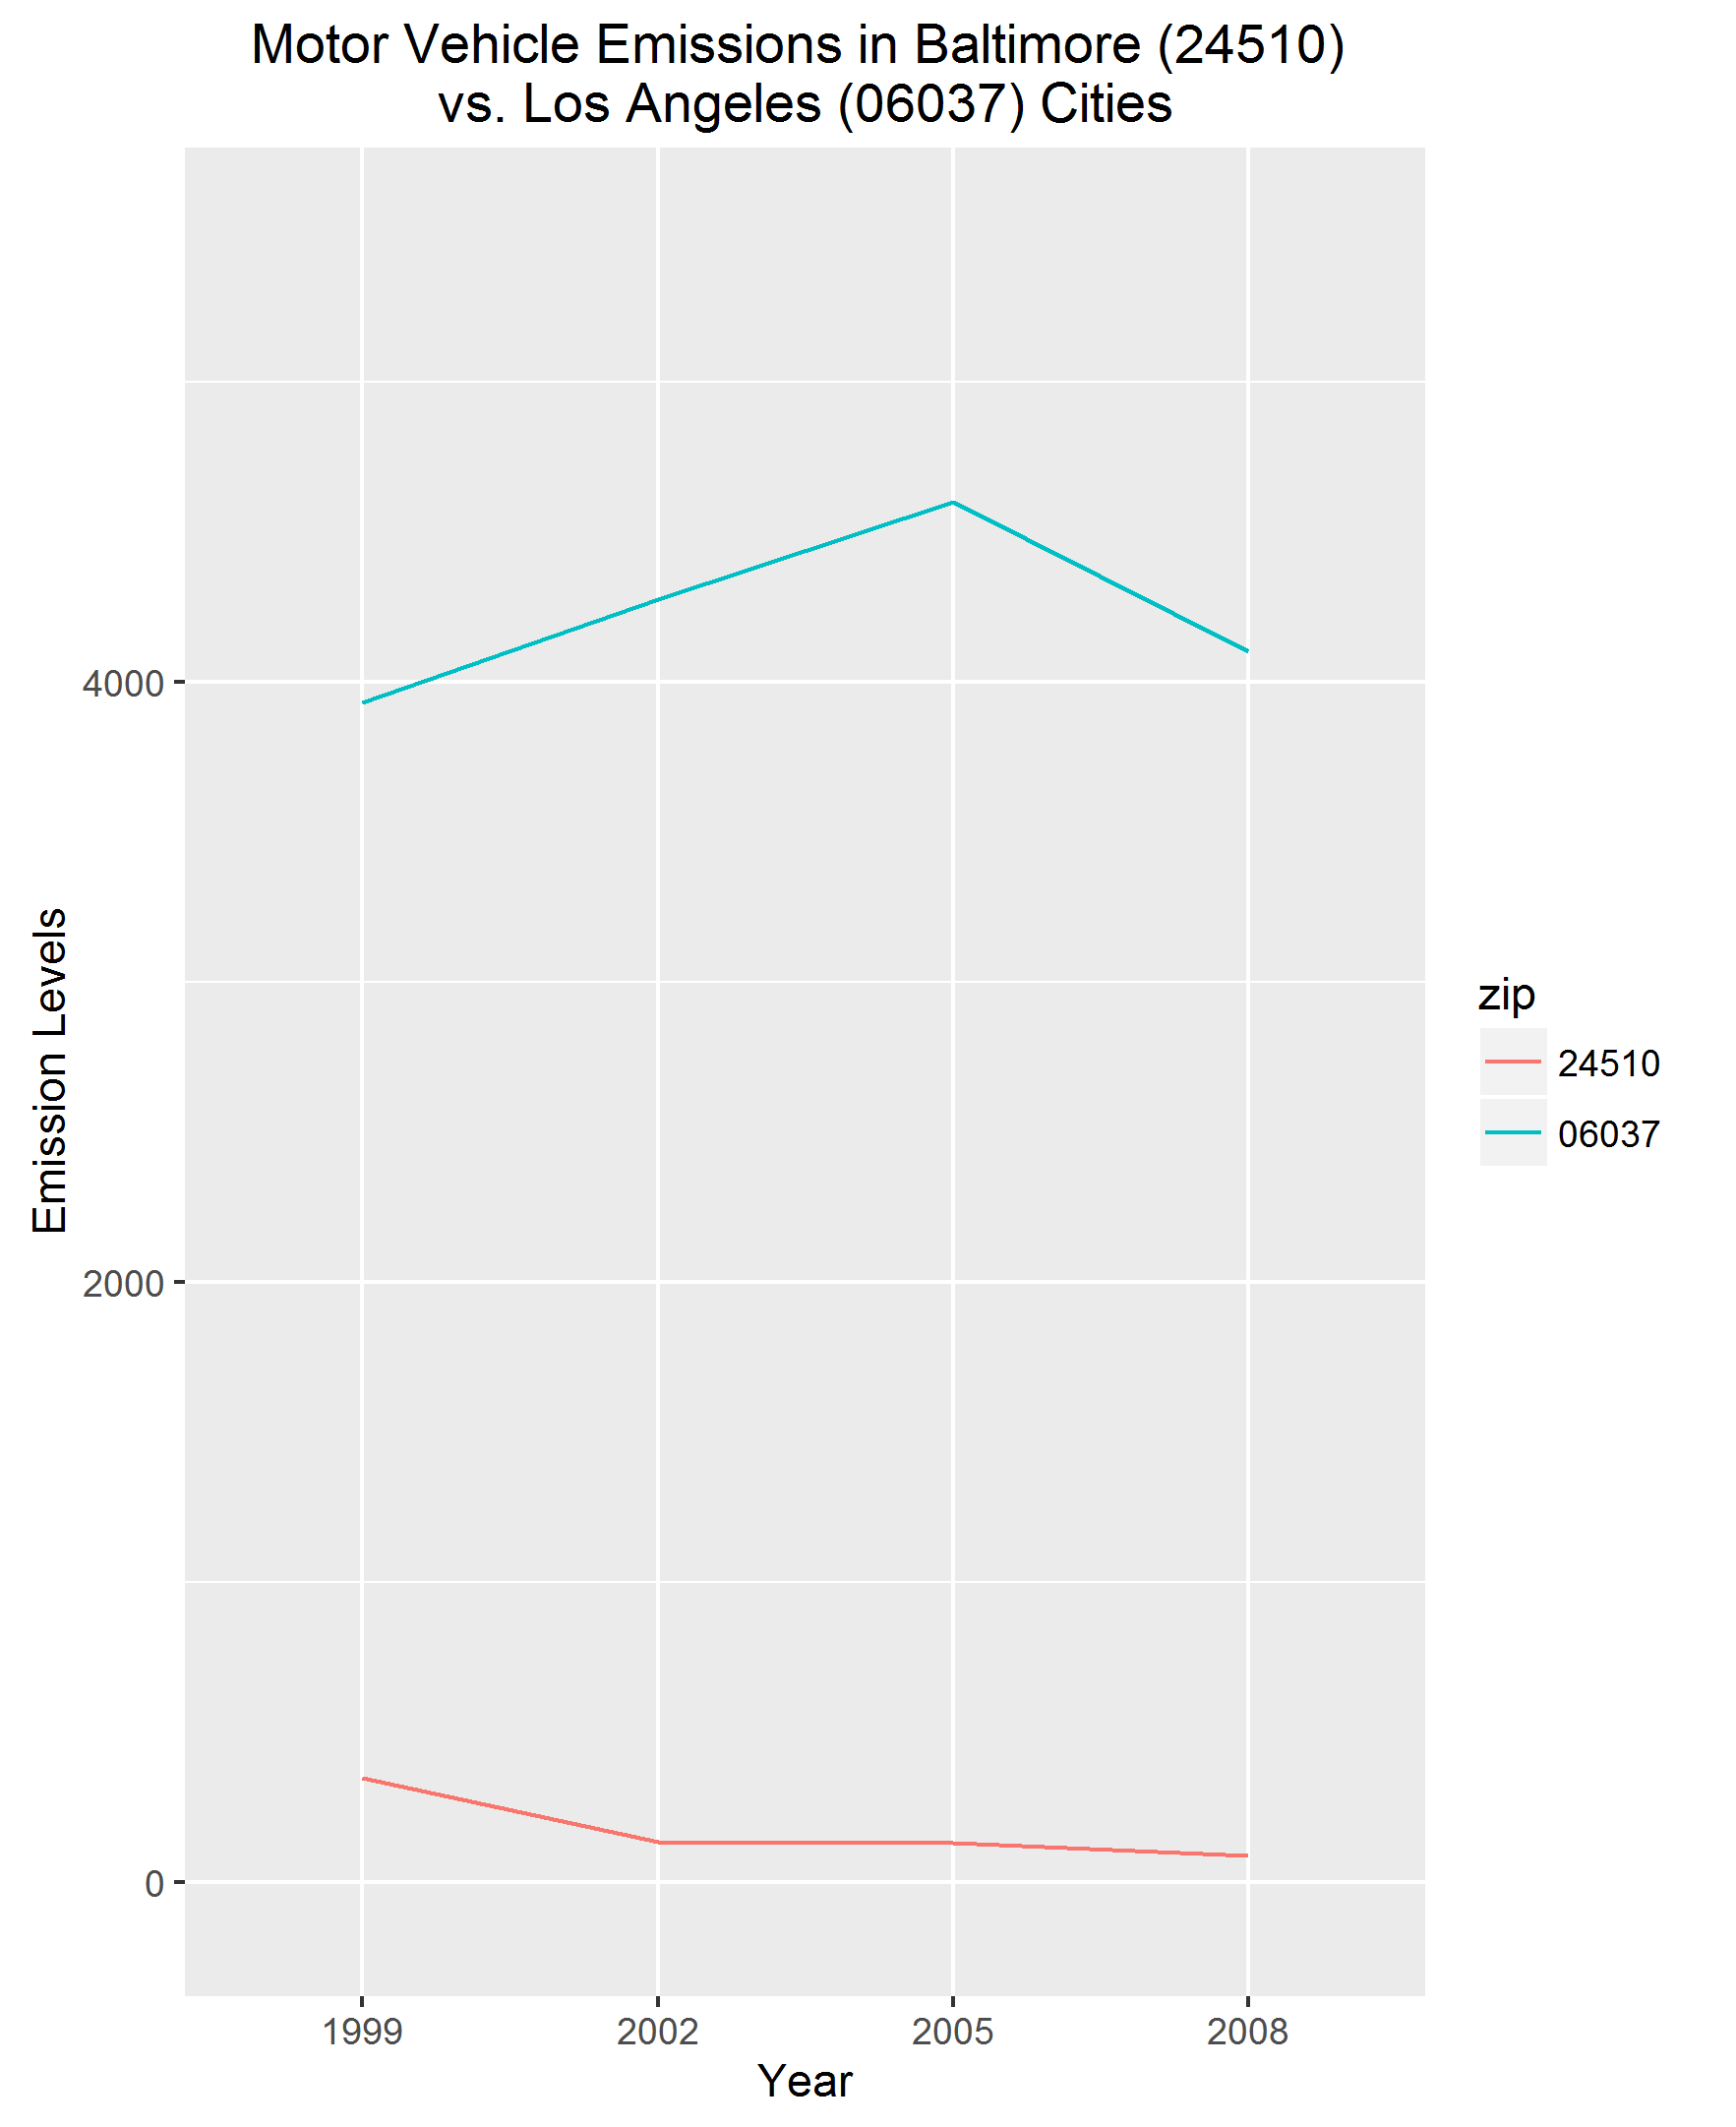 Motor Vehicle Emissions in Baltimore (24510)
vs. Los Angeles (06037) Cities
Emission Levels
4000
2000
0
1999
2002
2005
2008
Year
zip
24510
06037